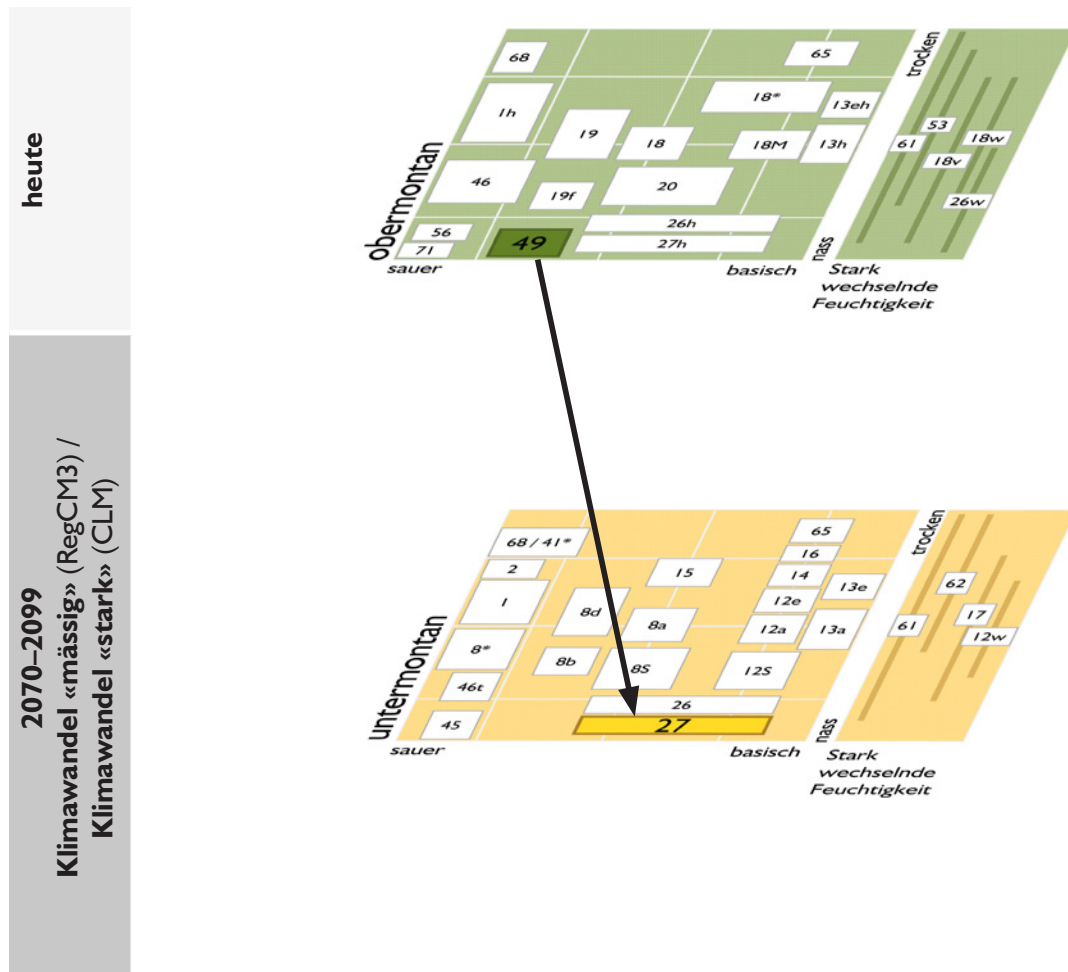 heute
obermontan
68
65
trocken
1h
18*
13eh
19
18
18M
13h
46
19f
20
56
71
49
26h
27h
sauer
basisch
nass
53
61
18w
18v
26w
Stark
wechselnde
Feuchtigkeit
2070–2099
Klimawandel «mässig» (RegCM3) /
Klimawandel «stark» (CLM)
untermontan
68 / 41*
65
trocken
2
15
16
14
1
8d
8a
12e
13e
12a
13a
8*
8b
8S
12S
46t
45
26
27
sauer
basisch
nass
62
61
17
12w
Stark
wechselnde
Feuchtigkeit